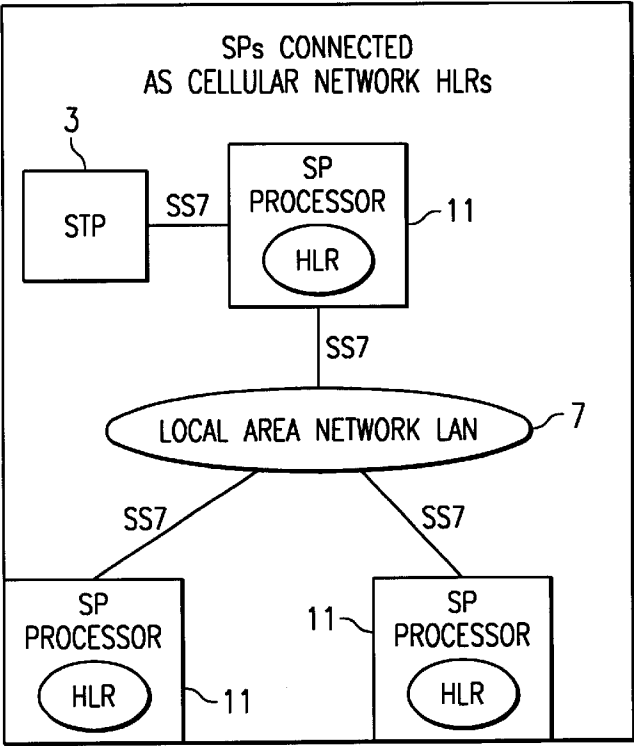 SPs CONNECTED
AS CELLULAR NETWORK HLRs
3
STP
SS7
SP
PROCESSOR
HLR
11
SS7
LOCAL AREA NETWORK LAN
7
SS7
SS7
SP
PROCESSOR
HLR
11
11
SP
PROCESSOR
HLR